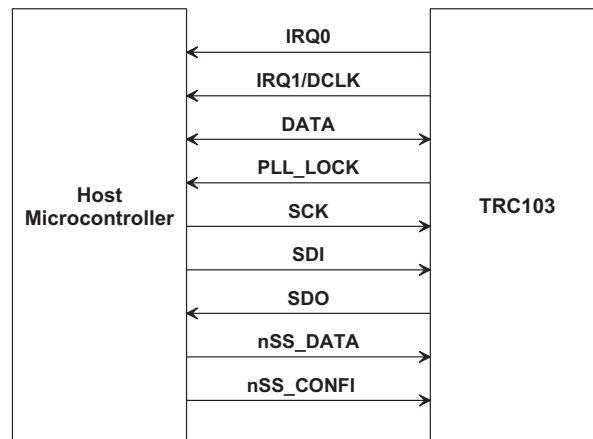 IRQ0
IRQ1/DCLK
DATA
PLL_LOCK
Host
Microcontroller
TRC103
SCK
SDI
SDO
nSS_DATA
nSS_CONFI